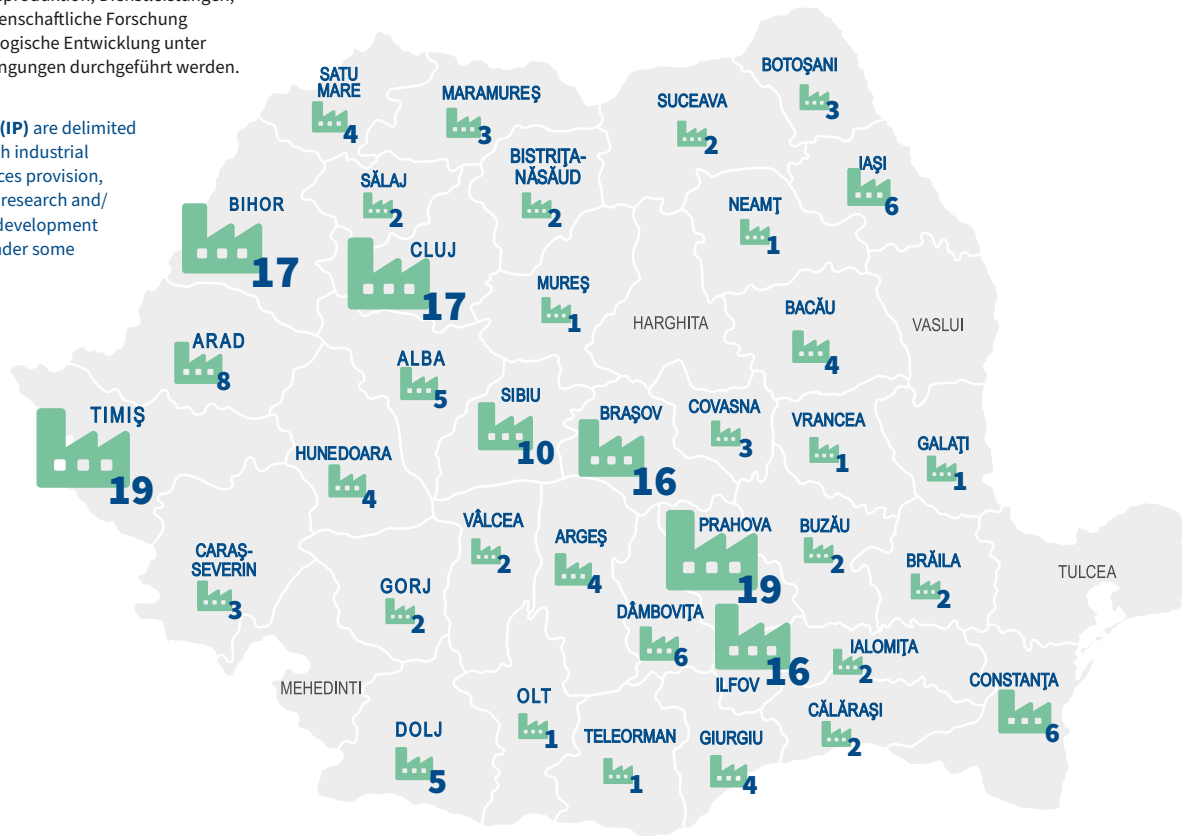 produktion, Dienstleistungen,
enschaftliche Forschung
ogische Entwicklung unter
ngungen durchgeführt werden.
(IP) are delimited
h industrial
ces provision,
research and/
development
nder some
SATU
MARE
4
MARAMUREŞ
3
SUCEAVA
2
BOTOŞANI
3
BISTRIŢA-
NĂSĂUD
2
IAŞI
6
SĂLAJ
2
BIHOR
17
NEAMŢ
1
CLUJ
17
MUREŞ
1
HARGHITA
BACĂU
4
VASLUI
ARAD
8
ALBA
5
SIBIU
10
BRAŞOV
16
COVASNA
3
VRANCEA
1
GALAŢI
1
TIMIŞ
19
HUNEDOARA
4
VÂLCEA
2
ARGEŞ
4
PRAHOVA
19
BUZĂU
2
BRĂILA
2
TULCEA
CARAŞ-
SEVERIN
3
GORJ
2
DÂMBOVIŢA
6
ILFOV
16
IALOMIŢA
2
CONSTANŢA
6
MEHEDINTI
OLT
1
CĂLĂRAŞI
2
DOLJ
5
TELEORMAN
1
GIURGIU
4